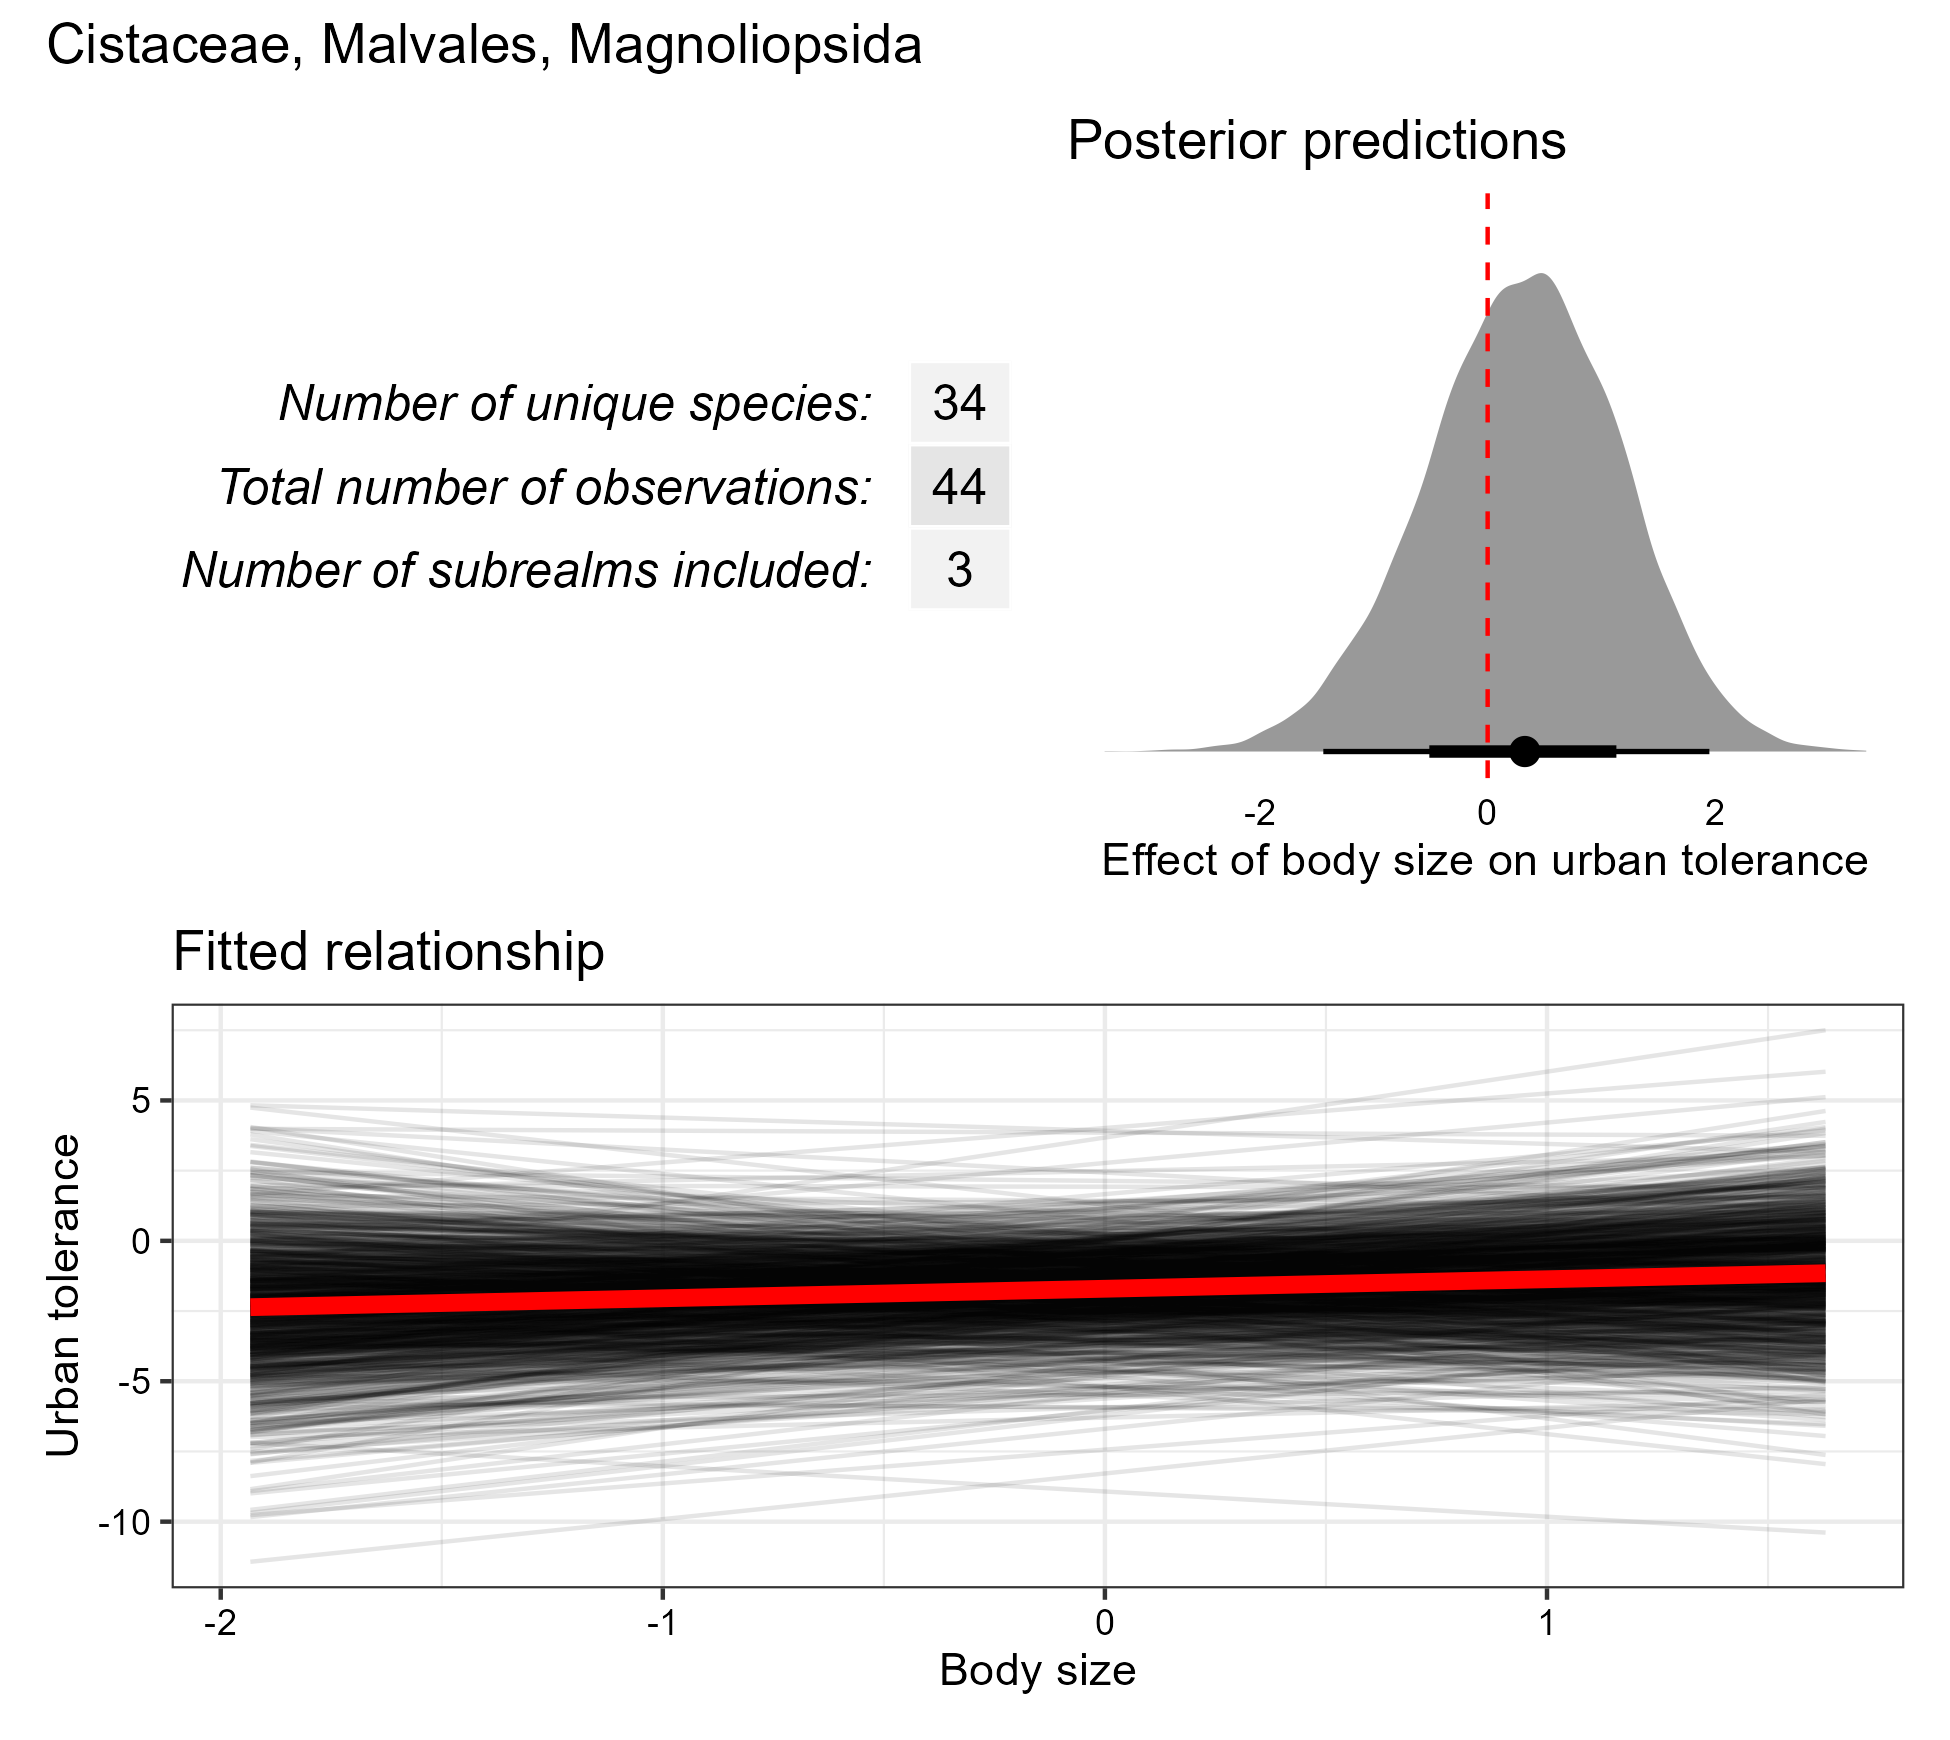 Cistaceae, Malvales, Magnoliopsida
Posterior predictions
Number of unique species: 34
Total number of observations: 44
Number of subrealms included: 3
-2 0 2
Effect of body size on urban tolerance
Fitted relationship
Urban tolerance
5
0
-5
-10
-2 -1 0 1
Body size